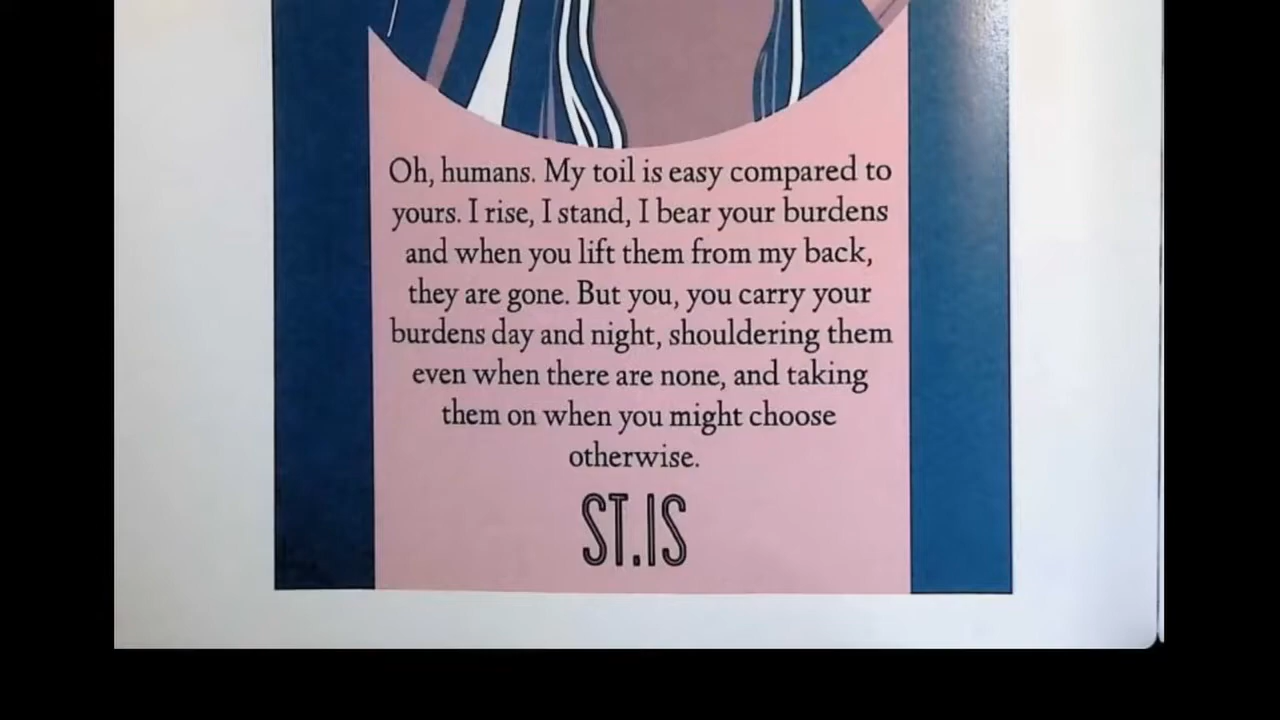 Oh, humans. My toil is easy compared to
yours. I rise, I stand, I bear your burdens
and when you lift them from my back,
they are gone. But you, you carry your
burdens day and night, shouldering them
even when there are none, and taking
them on when you might choose
otherwise.
ST.IS